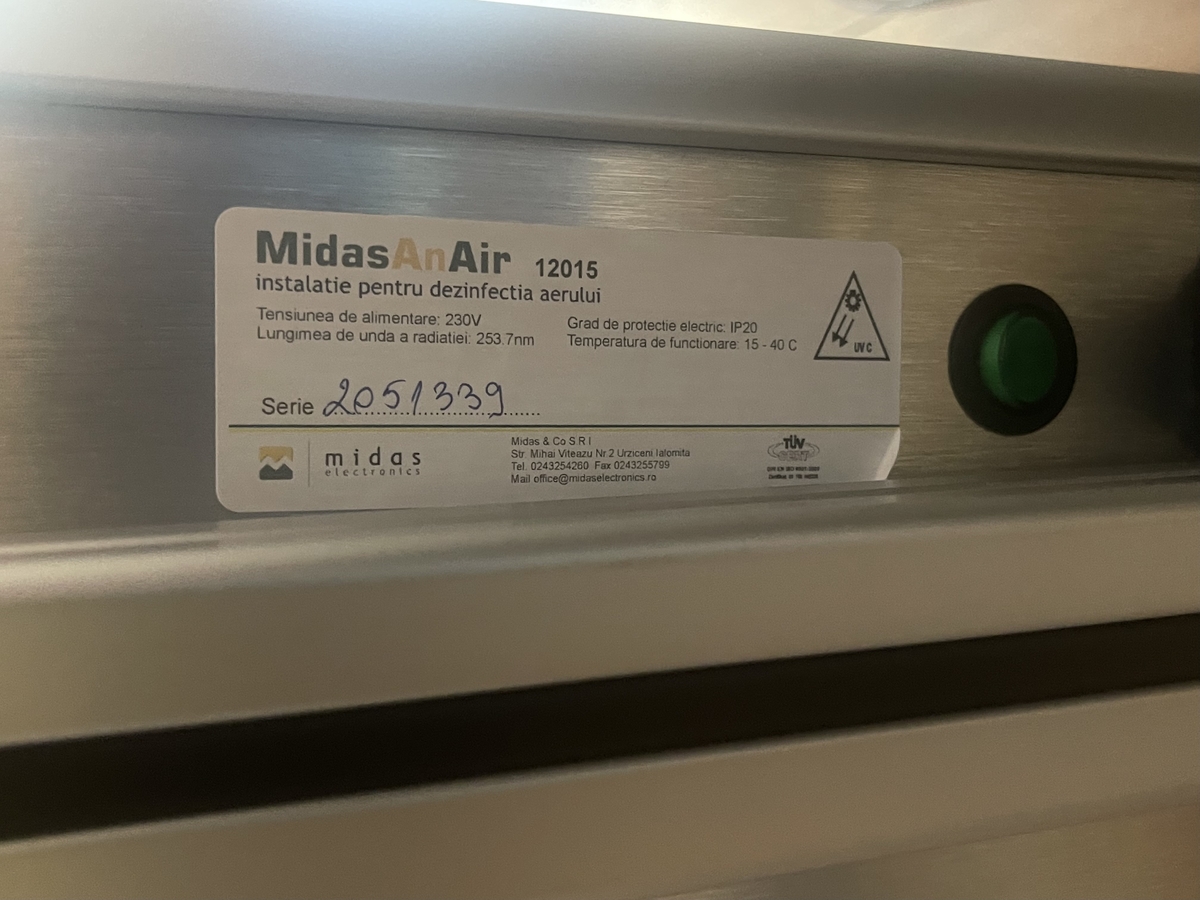 MidasAnAir 12015
instalatie pentru dezinfectia aerului
Tensiunea de alimentare: 230V
Lungimea de unda a radiatiei: 253.7nm
Grad de protectie electric: IP20
Temperatura de functionare: 15 - 40 C
UV C
Serie 2051339
midas
electronics
Midas & Co S R l
Str. Mihai Viteazu Nr.2 Urziceni Ialomita
Tel. 0243254260 Fax 0243255799
Mail office@midaselectronics.ro
TÜV